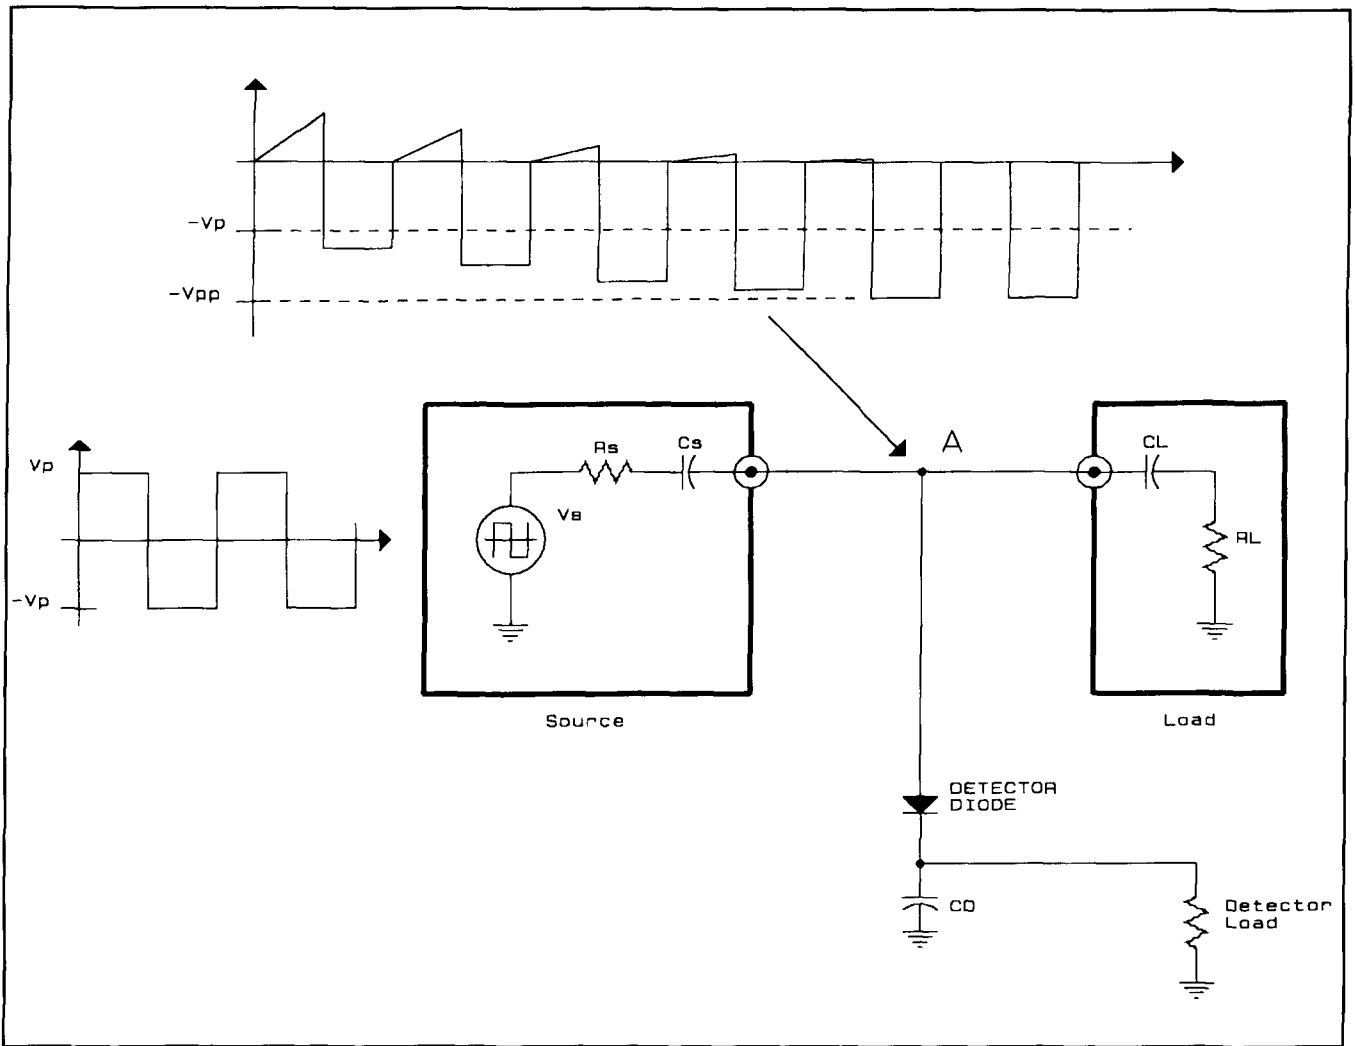 -Vp
-Vpp
A
Rs
Cs
CL
Vp
Vs
RL
-Vp
Source
Load
DETECTOR
DIODE
CD
Detector
Load